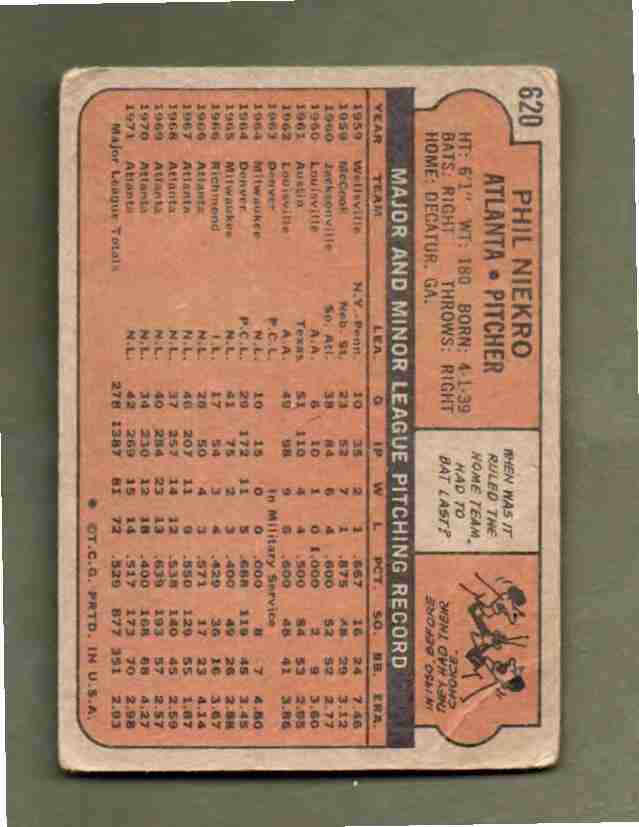 620
PHIL NIEKRO
ATLANTA • PITCHER
HT: 6'1" WT: 180 BORN: 4-1-39
BATS: RIGHT THROWS: RIGHT
HOME: DECATUR, GA.
WHEN WAS IT
RULED THE
HOME TEAM
HAD TO
BAT LAST?
IN 1950. BEFORE
THEY HAD THEIR
CHOICE.
MAJOR AND MINOR LEAGUE PITCHING RECORD
YEAR TEAM LEA. G IP W L PCT. SO. BB. ERA.
1959 Wellsville N.Y.-Penn. 10 35 2 1 .667 16 24 7.46
1959 McCook Neb. St. 23 52 7 1 .875 48 29 3.12
1960 Jacksonville So. Atl. 38 84 6 4 .600 52 52 2.77
1960 Louisville A.A. 6 10 1 0 1.000 2 9 3.60
1961 Austin Texas 51 110 4 4 .500 84 53 2.95
1962 Louisville A.A. 49 98 9 6 .600 48 41 3.86
1963 Denver P.C.L. In Military Service
1964 Milwaukee N.L. 10 15 0 0 .000 8 7 4.80
1964 Denver P.C.L. 29 172 11 5 .688 119 45 3.45
1965 Milwaukee N.L. 41 75 2 3 .400 49 26 2.88
1966 Richmond I.L. 17 54 3 4 .429 36 16 3.67
1966 Atlanta N.L. 28 50 4 3 .571 17 23 4.14
1967 Atlanta N.L. 46 207 11 9 .550 129 55 1.87
1968 Atlanta N.L. 37 257 14 12 .538 140 45 2.59
1969 Atlanta N.L. 40 284 23 13 .639 193 57 2.57
1970 Atlanta N.L. 34 230 12 18 .400 168 68 4.27
1971 Atlanta N.L. 42 269 15 14 .517 173 70 2.98
Major League Totals 278 1387 81 72 .529 877 351 2.93
* ©T.C.G. PRTD. IN U.S.A.